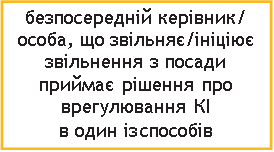 безпосередній керівник/
особа, що звільняє/ініціює
звільнення з посади
приймає рішення про
врегулювання КІ
в один ізспособів